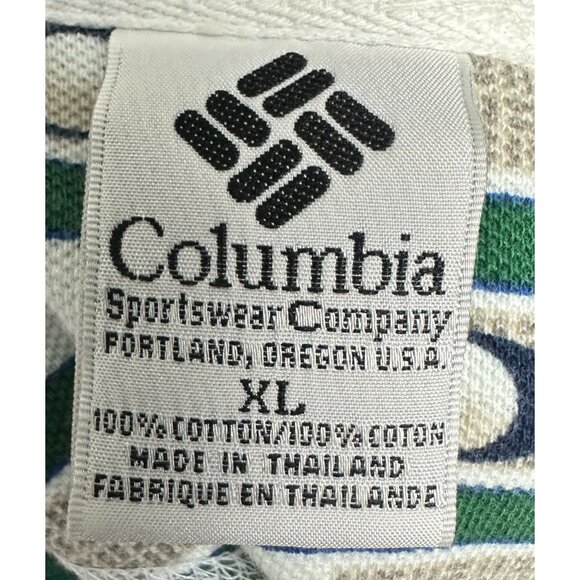 Columbia
Sportswear Company
PORTLAND, OREGON U.S.A.
XL
100% COTTON/100% COTON
MADE IN THAILAND
FABRIQUE EN THAILANDE